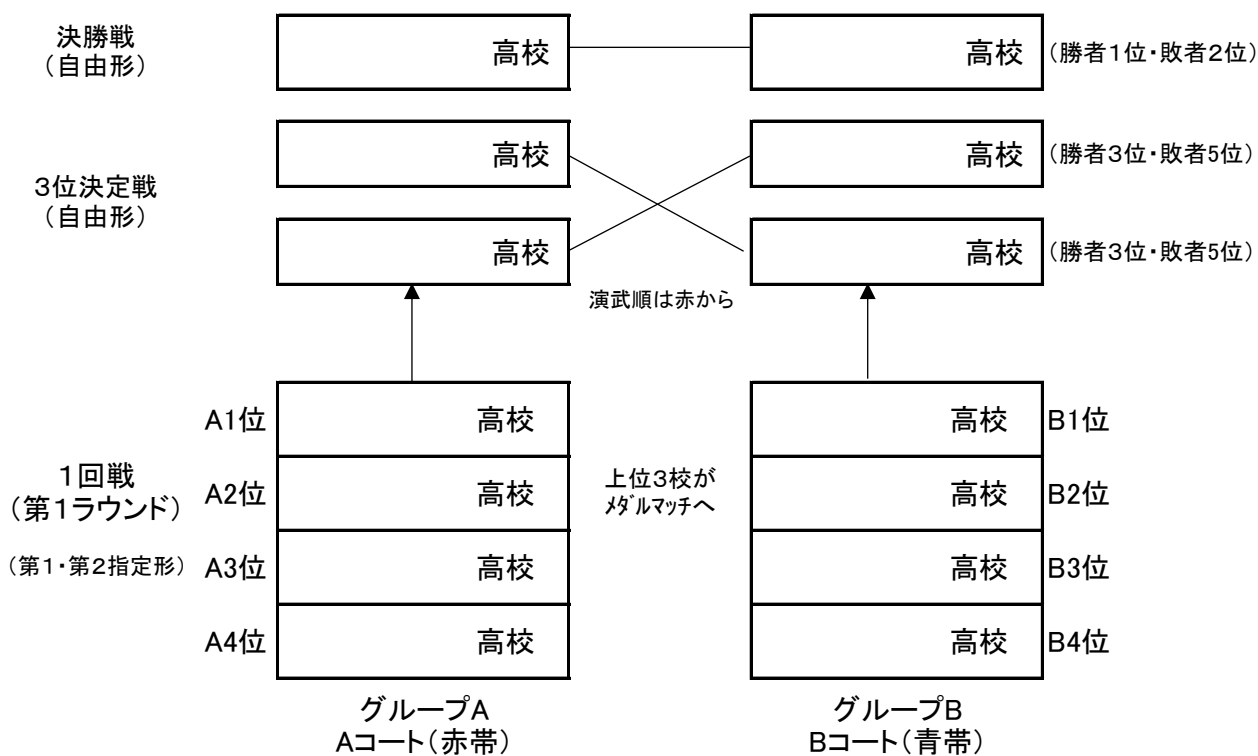 決勝戦
(自由形)
高校
高校
(勝者1位・敗者2位)
高校
高校
(勝者3位・敗者5位)
3位決定戦
(自由形)
高校
高校
(勝者3位・敗者5位)
演武順は赤から
A1位
高校
高校
B1位
1回戦
(第1ラウンド)
A2位
高校
上位3校が
メダルマッチへ
高校
B2位
(第1・第2指定形)
A3位
高校
高校
B3位
A4位
高校
高校
B4位
グループA
Aコート(赤帯)
グループB
Bコート(青帯)